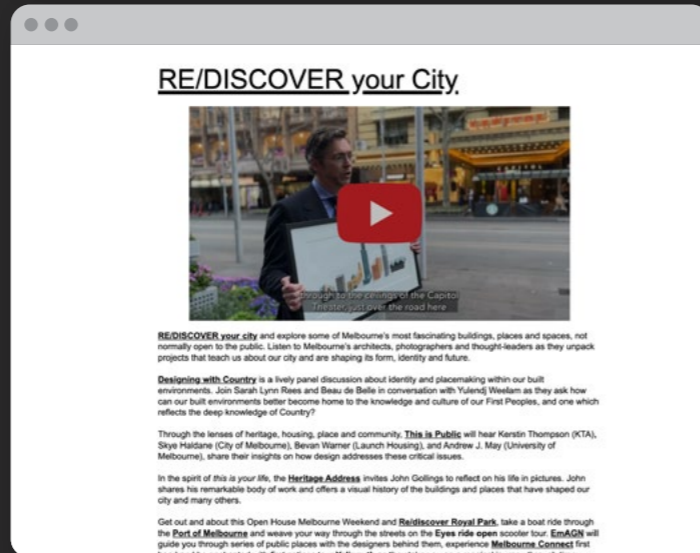 RE/DISCOVER your City
CAPITOL
through to the ceilings of the Capitol
Theater, just over the road here
RE/DISCOVER your city and explore some of Melbourne's most fascinating buildings, places and spaces, not
normally open to the public. Listen to Melbourne's architects, photographers and thought-leaders as they unpack
projects that teach us about our city and are shaping its form, identity and future.
Designing with Country is a lively panel discussion about identity and placemaking within our built
environments. Join Sarah Lynn Rees and Beau de Belle in conversation with Yulendj Weelam as they ask how
can our built environments better become home to the knowledge and culture of our First Peoples, and one which
reflects the deep knowledge of Country?
Through the lenses of heritage, housing, place and community, This is Public will hear Kerstin Thompson (KTA),
Skye Haldane (City of Melbourne), Bevan Warner (Launch Housing), and Andrew J. May (University of
Melbourne), share their insights on how design addresses these critical issues.
In the spirit of this is your life, the Heritage Address invites John Gollings to reflect on his life in pictures. John
shares his remarkable body of work and offers a visual history of the buildings and places that have shaped our
city and many others.
Get out and about this Open House Melbourne Weekend and Re/discover Royal Park, take a boat ride through
the Port of Melbourne and weave your way through the streets on the Eyes ride open scooter tour. EmAGN will
guide you through series of public places with the designers behind them, experience Melbourne Connect first